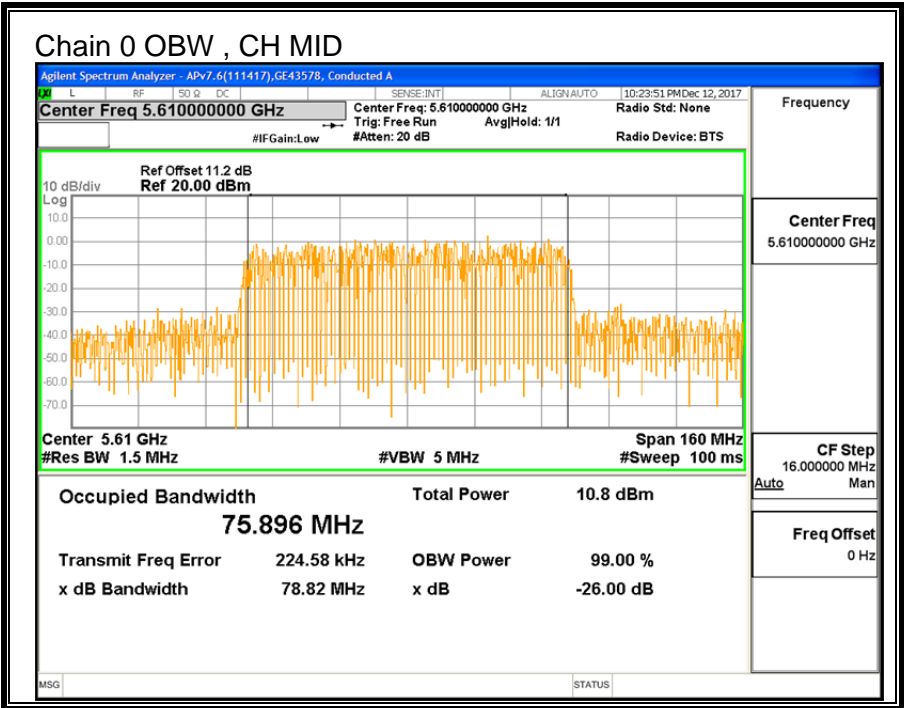 Chain 0 OBW , CH MID
Agilent Spectrum Analyzer - APv7.6(111417),GE43578, Conducted A
LXI L RF 50 Ω DC SENSE:INT ALIGN AUTO 10:23:51 PM Dec 12, 2017
Center Freq 5.610000000 GHz
Center Freq: 5.610000000 GHz
Radio Std: None
Trig: Free Run Avg|Hold: 1/1
#IFGain:Low #Atten: 20 dB Radio Device: BTS
Ref Offset 11.2 dB
10 dB/div Ref 20.00 dBm
Log
10.0
0.00
-10.0
-20.0
-30.0
-40.0
-50.0
-60.0
-70.0
Center 5.61 GHz Span 160 MHz
#Res BW 1.5 MHz #VBW 5 MHz #Sweep 100 ms
Occupied Bandwidth Total Power 10.8 dBm
75.896 MHz
Transmit Freq Error 224.58 kHz OBW Power 99.00 %
x dB Bandwidth 78.82 MHz x dB -26.00 dB
Frequency
Center Freq
5.610000000 GHz
CF Step
16.000000 MHz
Auto Man
Freq Offset
0 Hz
MSG STATUS